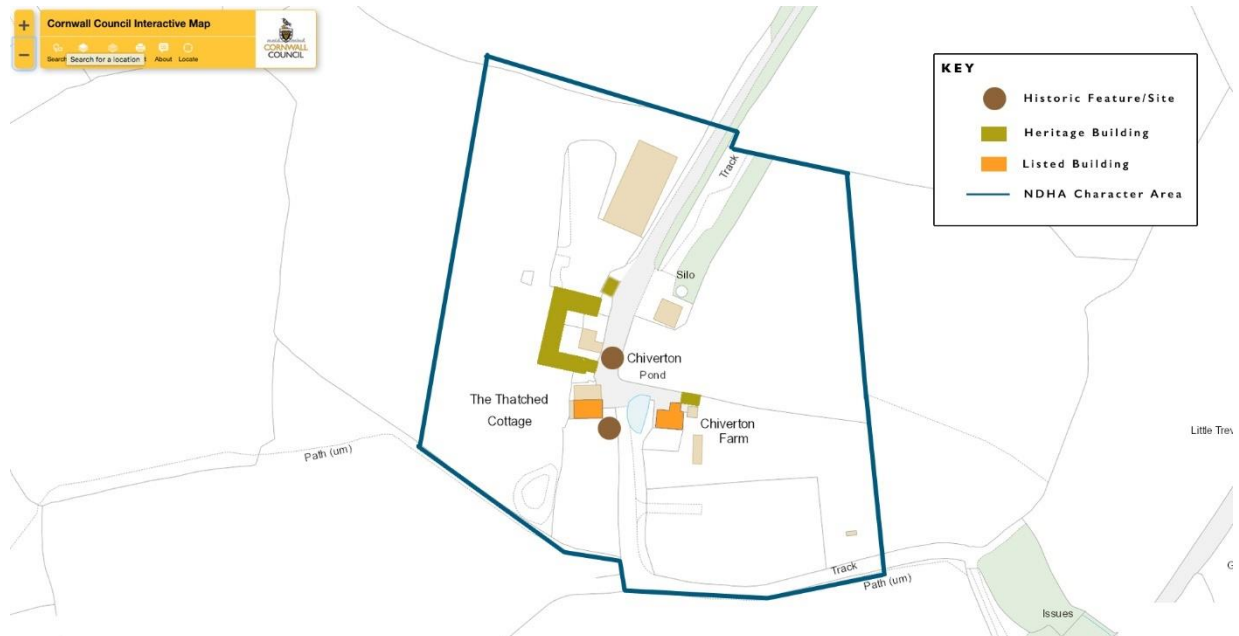 +
Cornwall Council Interactive Map
CORNWALL
COUNCIL
−
Search
Search for a location
About
Locate
KEY
Historic Feature/Site
Heritage Building
Listed Building
NDHA Character Area
Track
Silo
Chiverton
Pond
The Thatched
Cottage
Chiverton
Farm
Path (um)
Little Trev
Track
Path (um)
Issues
G